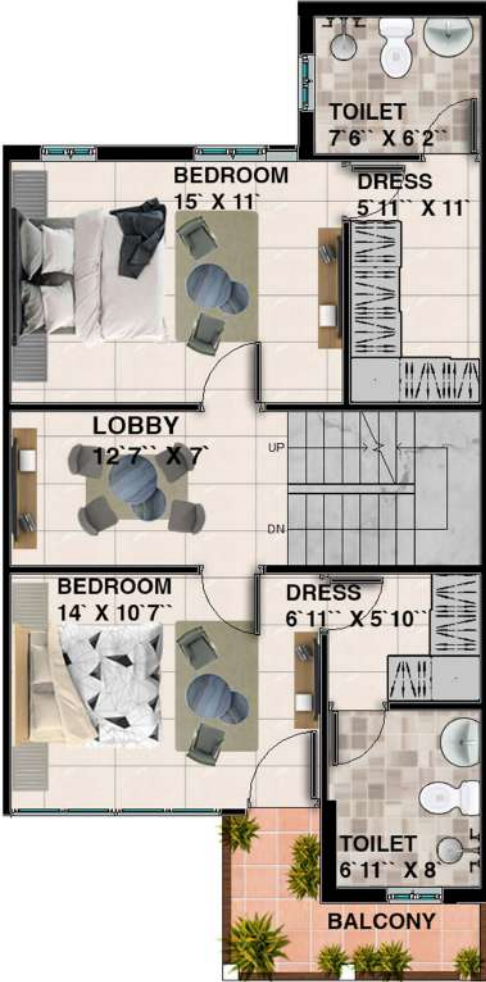 TOILET
7`6`` X 6`2``
BEDROOM
15` X 11`
DRESS
5`11`` X 11`
LOBBY
12`7`` X 7`
UP
DN
BEDROOM
14` X 10`7``
DRESS
6`11`` X 5`10``
TOILET
6`11`` X 8`
BALCONY